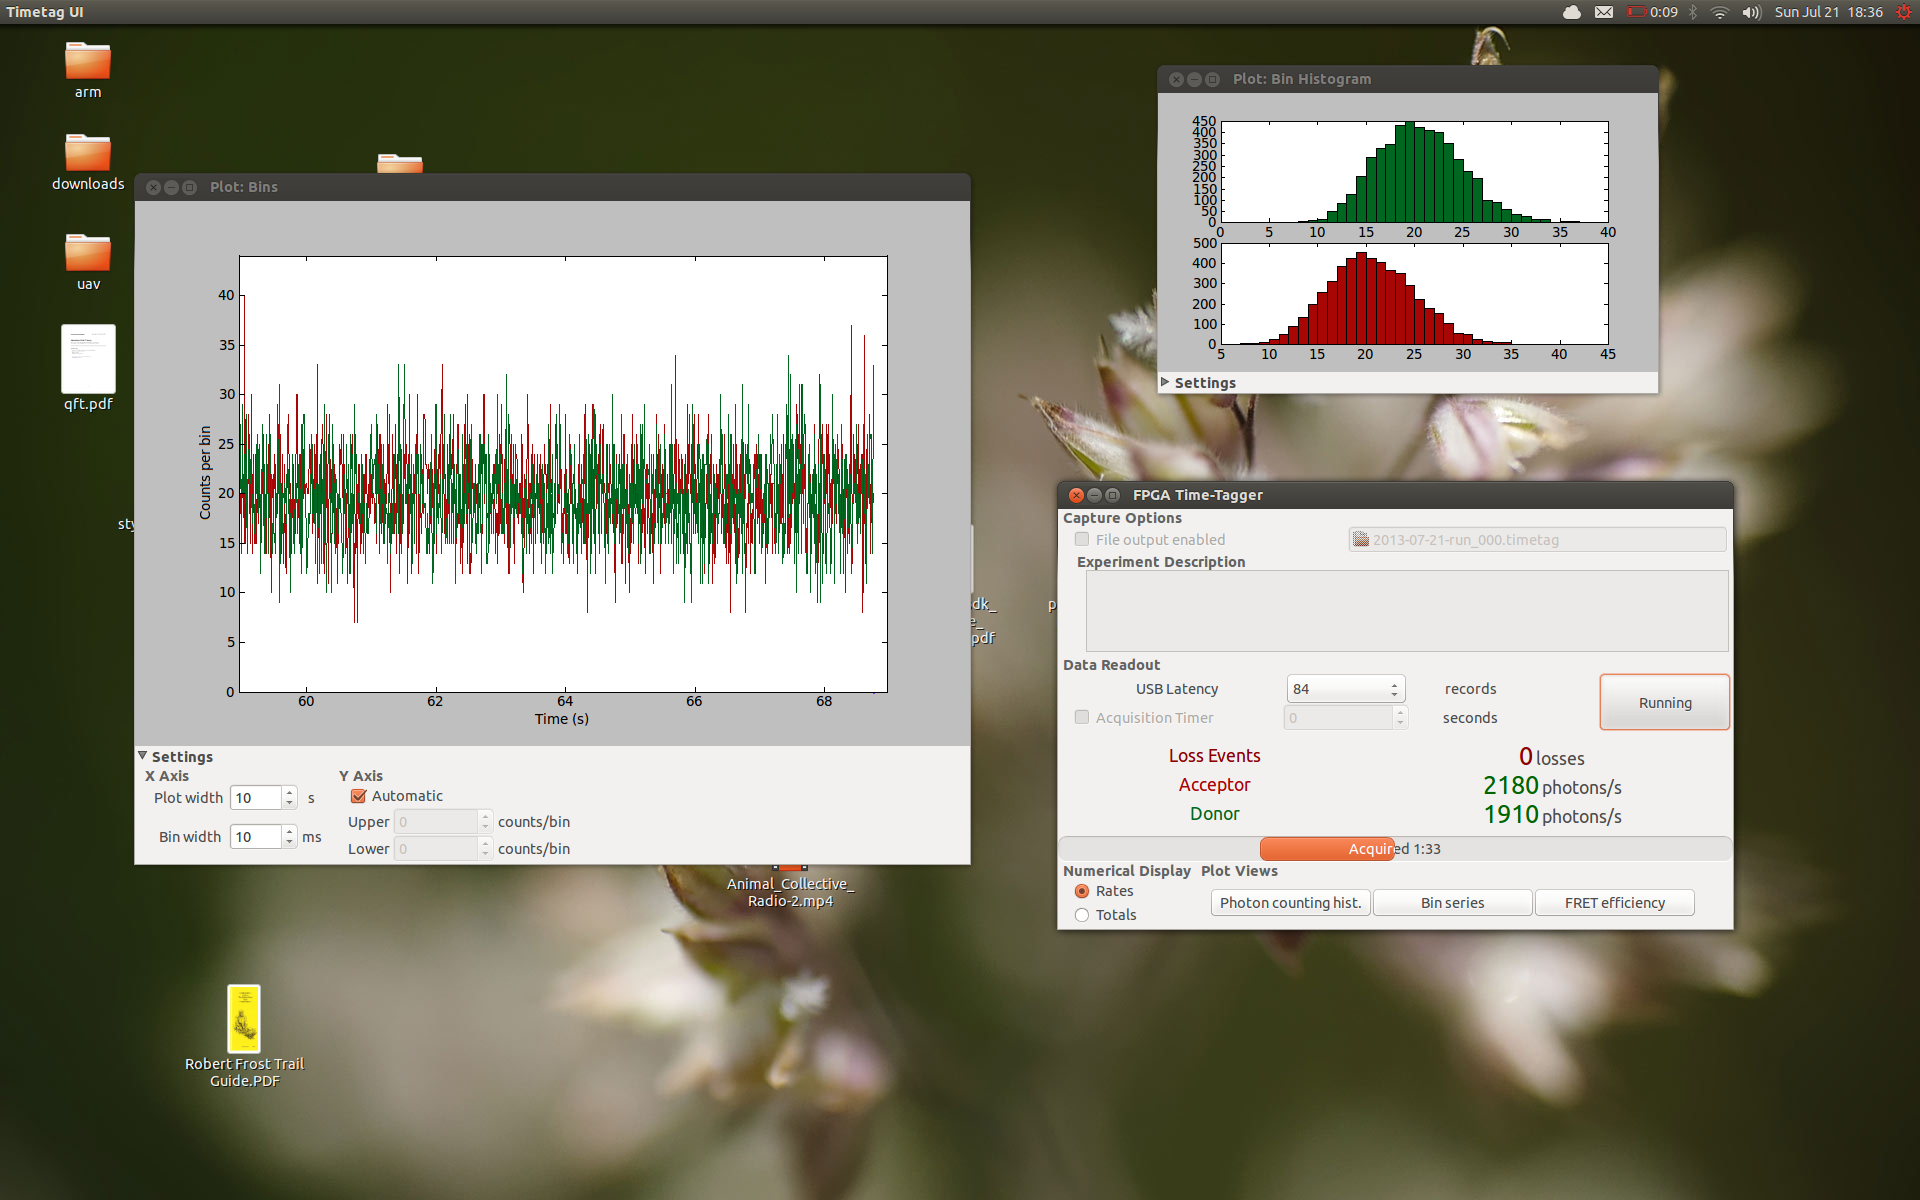 Timetag UI
0:09
Sun Jul 21 18:36
arm
downloads
uav
qft.pdf
sty
Plot: Bins
40
35
30
25
20
15
10
5
0
Counts per bin
60 62 64 66 68
Time (s)
Settings
X Axis
Y Axis
Plot width 10 s
Automatic
Upper 0 counts/bin
Bin width 10 ms
Lower 0 counts/bin
Plot: Bin Histogram
450
400
350
300
250
200
150
100
50
0
0 5 10 15 20 25 30 35 40
500
400
300
200
100
0
5 10 15 20 25 30 35 40 45
Settings
dk_
e_
pdf
p
FPGA Time-Tagger
Capture Options
File output enabled
2013-07-21-run_000.timetag
Experiment Description
Data Readout
USB Latency 84 records
Running
Acquisition Timer 0 seconds
Loss Events 0 losses
Acceptor 2180 photons/s
Donor 1910 photons/s
Acquired 1:33
Numerical Display Plot Views
Rates
Totals
Photon counting hist. Bin series FRET efficiency
Animal_Collective_
Radio-2.mp4
Robert Frost Trail
Guide.PDF